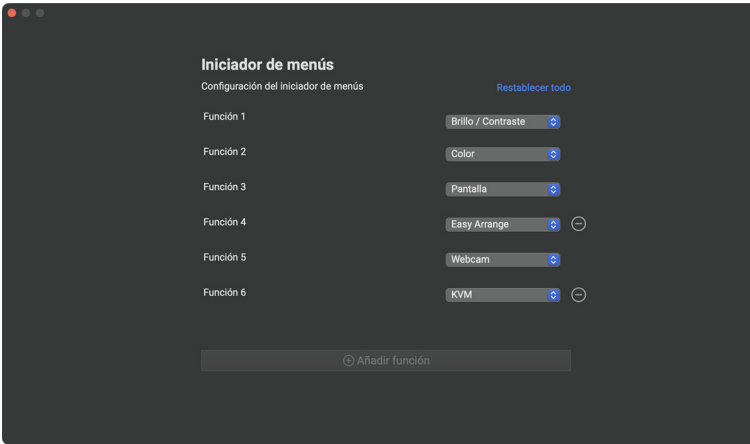 Iniciador de menús
Configuración del iniciador de menús
Restablecer todo
Función 1
Brillo / Contraste
Función 2
Color
Función 3
Pantalla
Función 4
Easy Arrange
Función 5
Webcam
Función 6
KVM
Añadir función